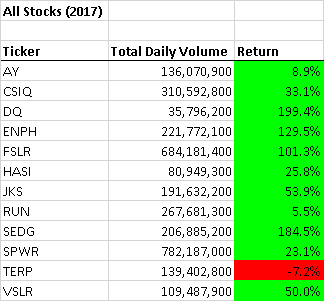 All Stocks (2017)
Ticker Total Daily Volume Return
AY 136,070,900 8.9%
CSIQ 310,592,800 33.1%
DQ 35,796,200 199.4%
ENPH 221,772,100 129.5%
FSLR 684,181,400 101.3%
HASI 80,949,300 25.8%
JKS 191,632,200 53.9%
RUN 267,681,300 5.5%
SEDG 206,885,200 184.5%
SPWR 782,187,000 23.1%
TERP 139,402,800 -7.2%
VSLR 109,487,900 50.0%